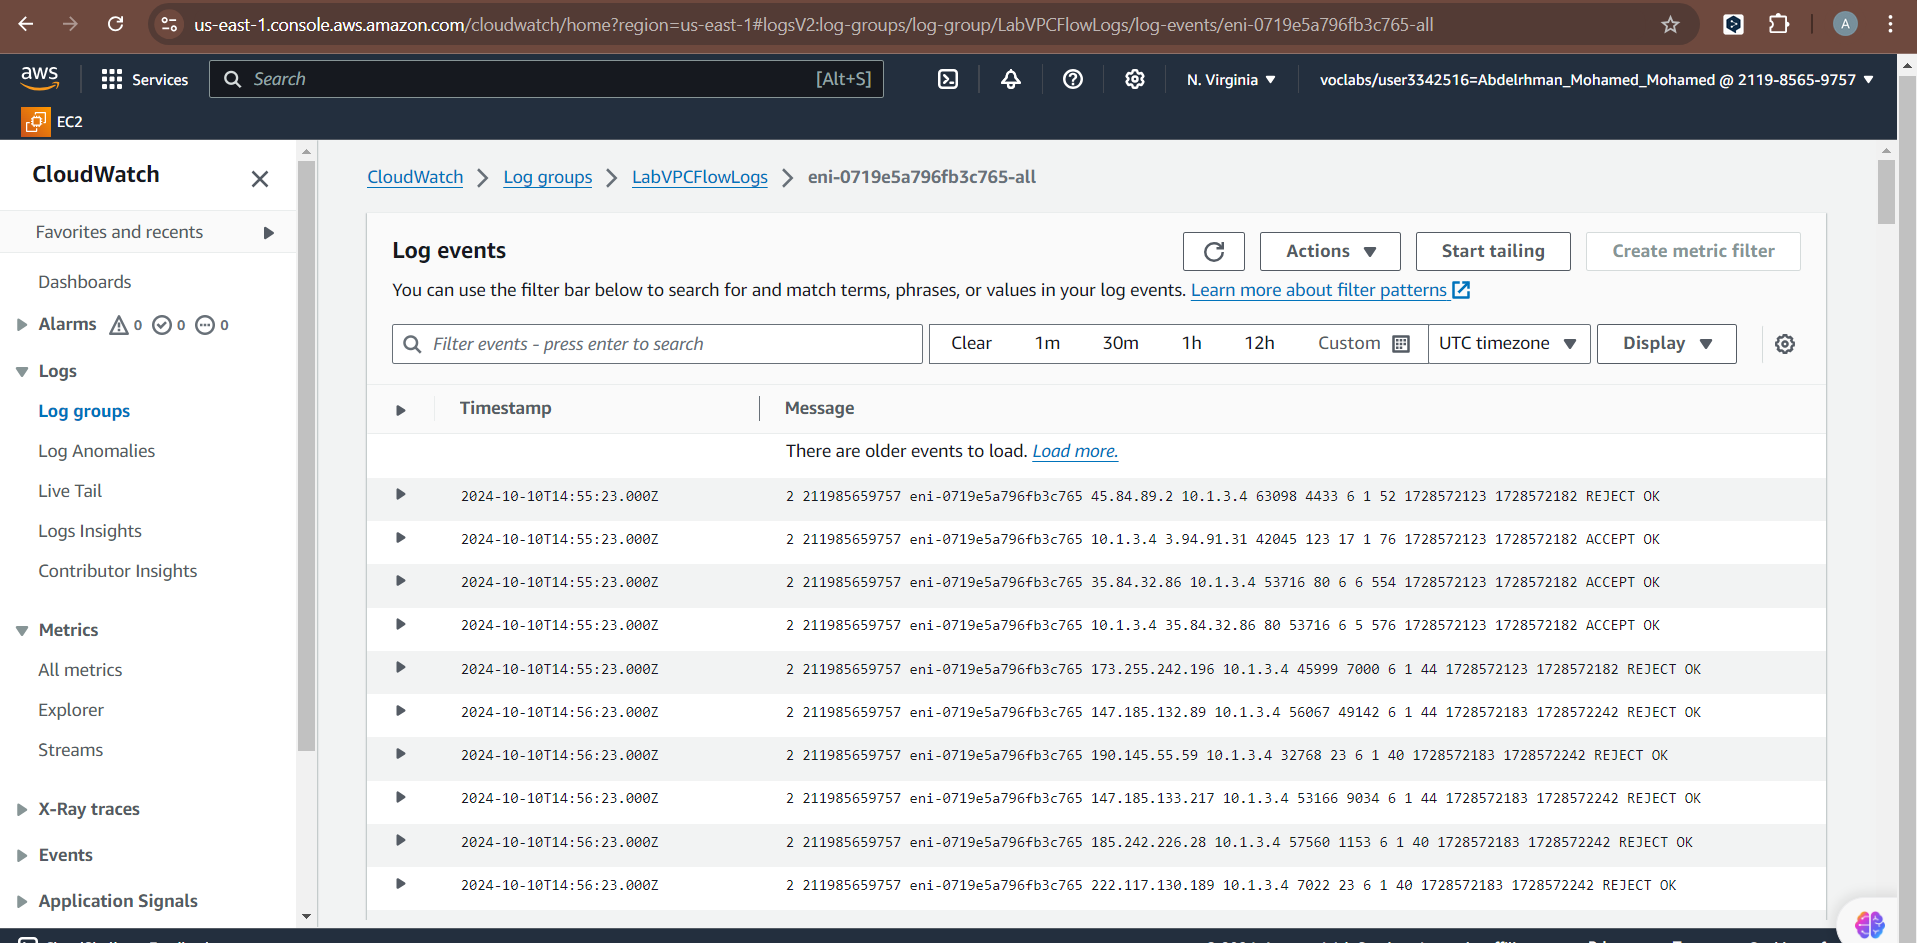 us-east-1.console.aws.amazon.com/cloudwatch/home?region=us-east-1#logsV2:log-groups/log-group/LabVPCFlowLogs/log-events/eni-0719e5a796fb3c765-all
A
aws
Services
Search
[Alt+S]
N. Virginia
voclabs/user3342516=Abdelrhman_Mohamed_Mohamed @ 2119-8565-9757
EC2
CloudWatch
Favorites and recents
Dashboards
Alarms 0 0 0
Logs
Log groups
Log Anomalies
Live Tail
Logs Insights
Contributor Insights
Metrics
All metrics
Explorer
Streams
X-Ray traces
Events
Application Signals
CloudWatch > Log groups > LabVPCFlowLogs > eni-0719e5a796fb3c765-all
Log events
Actions
Start tailing
Create metric filter
You can use the filter bar below to search for and match terms, phrases, or values in your log events. Learn more about filter patterns
Filter events - press enter to search
Clear 1m 30m 1h 12h Custom
UTC timezone
Display
Timestamp Message
There are older events to load. Load more.
2024-10-10T14:55:23.000Z 2 211985659757 eni-0719e5a796fb3c765 45.84.89.2 10.1.3.4 63098 4433 6 1 52 1728572123 1728572182 REJECT OK
2024-10-10T14:55:23.000Z 2 211985659757 eni-0719e5a796fb3c765 10.1.3.4 3.94.91.31 42045 123 17 1 76 1728572123 1728572182 ACCEPT OK
2024-10-10T14:55:23.000Z 2 211985659757 eni-0719e5a796fb3c765 35.84.32.86 10.1.3.4 53716 80 6 6 554 1728572123 1728572182 ACCEPT OK
2024-10-10T14:55:23.000Z 2 211985659757 eni-0719e5a796fb3c765 10.1.3.4 35.84.32.86 80 53716 6 5 576 1728572123 1728572182 ACCEPT OK
2024-10-10T14:55:23.000Z 2 211985659757 eni-0719e5a796fb3c765 173.255.242.196 10.1.3.4 45999 7000 6 1 44 1728572123 1728572182 REJECT OK
2024-10-10T14:56:23.000Z 2 211985659757 eni-0719e5a796fb3c765 147.185.132.89 10.1.3.4 56067 49142 6 1 44 1728572183 1728572242 REJECT OK
2024-10-10T14:56:23.000Z 2 211985659757 eni-0719e5a796fb3c765 190.145.55.59 10.1.3.4 32768 23 6 1 40 1728572183 1728572242 REJECT OK
2024-10-10T14:56:23.000Z 2 211985659757 eni-0719e5a796fb3c765 147.185.133.217 10.1.3.4 53166 9034 6 1 44 1728572183 1728572242 REJECT OK
2024-10-10T14:56:23.000Z 2 211985659757 eni-0719e5a796fb3c765 185.242.226.28 10.1.3.4 57560 1153 6 1 40 1728572183 1728572242 REJECT OK
2024-10-10T14:56:23.000Z 2 211985659757 eni-0719e5a796fb3c765 222.117.130.189 10.1.3.4 7022 23 6 1 40 1728572183 1728572242 REJECT OK